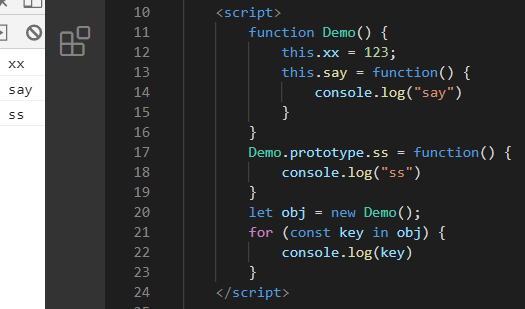 xx
say
ss
10 <script>
11 function Demo() {
12 this.xx = 123;
13 this.say = function() {
14 console.log("say")
15 }
16 }
17 Demo.prototype.ss = function() {
18 console.log("ss")
19 }
20 let obj = new Demo();
21 for (const key in obj) {
22 console.log(key)
23 }
24 </script>